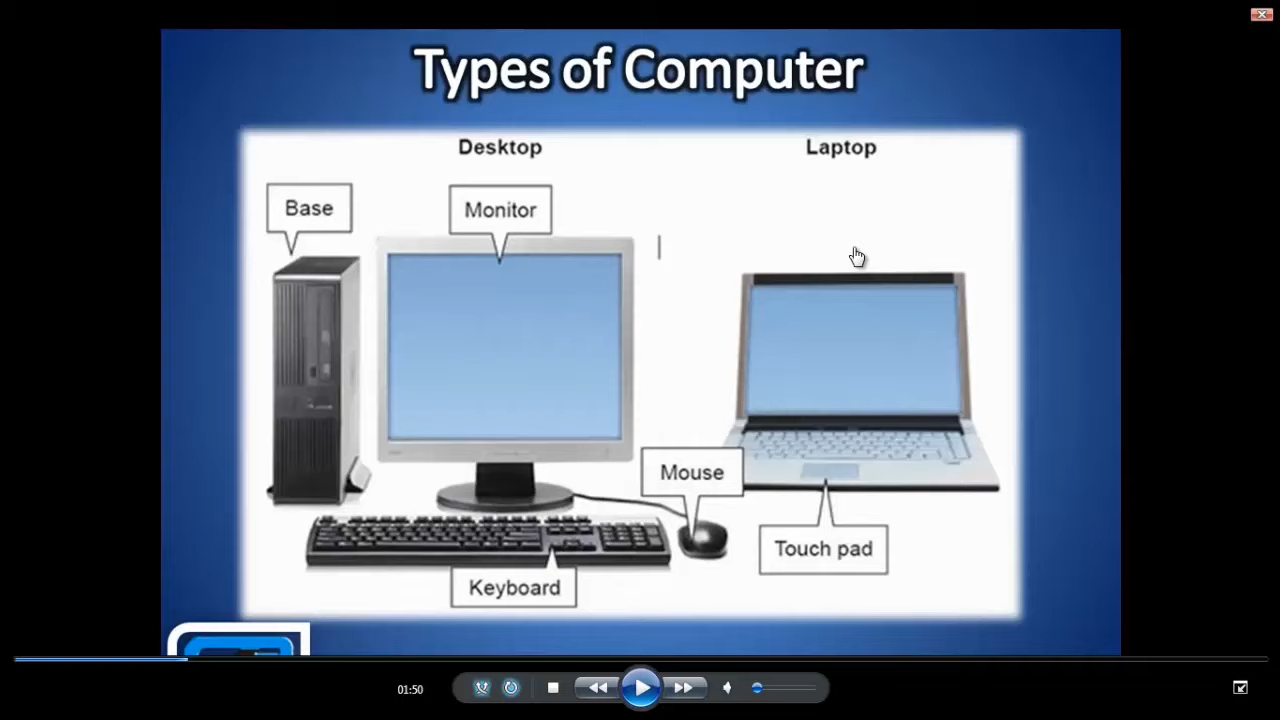 Types of Computer
Desktop
Laptop
Base
Monitor
Mouse
Touch pad
Keyboard
01:50